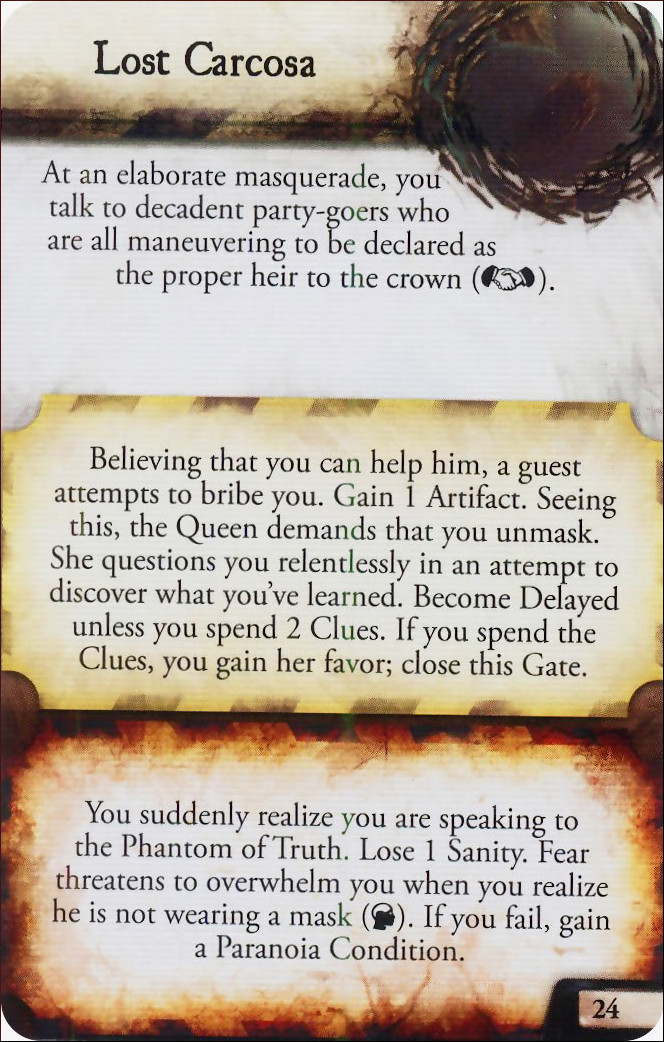 Lost Carcosa
At an elaborate masquerade, you
talk to decadent party-goers who
are all maneuvering to be declared as
the proper heir to the crown ( ).
Believing that you can help him, a guest
attempts to bribe you. Gain 1 Artifact. Seeing
this, the Queen demands that you unmask.
She questions you relentlessly in an attempt to
discover what you've learned. Become Delayed
unless you spend 2 Clues. If you spend the
Clues, you gain her favor; close this Gate.
You suddenly realize you are speaking to
the Phantom of Truth. Lose 1 Sanity. Fear
threatens to overwhelm you when you realize
he is not wearing a mask ( ). If you fail, gain
a Paranoia Condition.
24